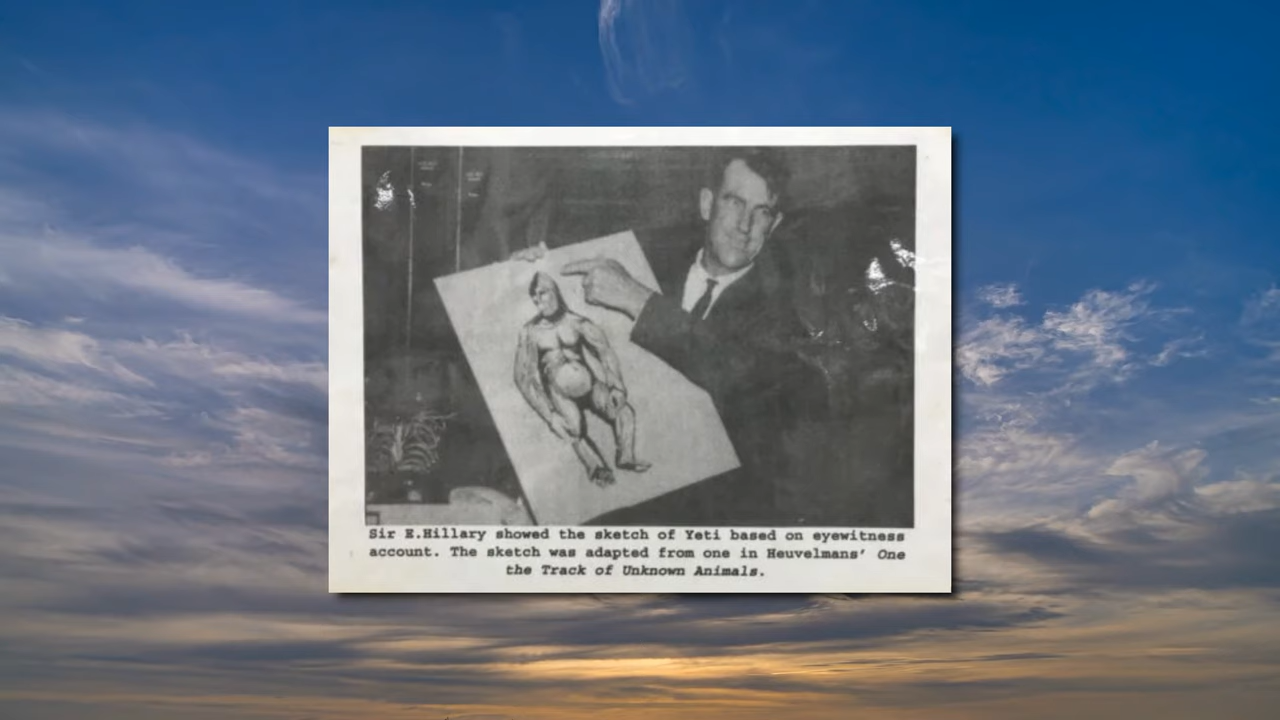 Sir E.Hillary showed the sketch of Yeti based on eyewitness
account. The sketch was adapted from one in Heuvelmans' One
the Track of Unknown Animals.